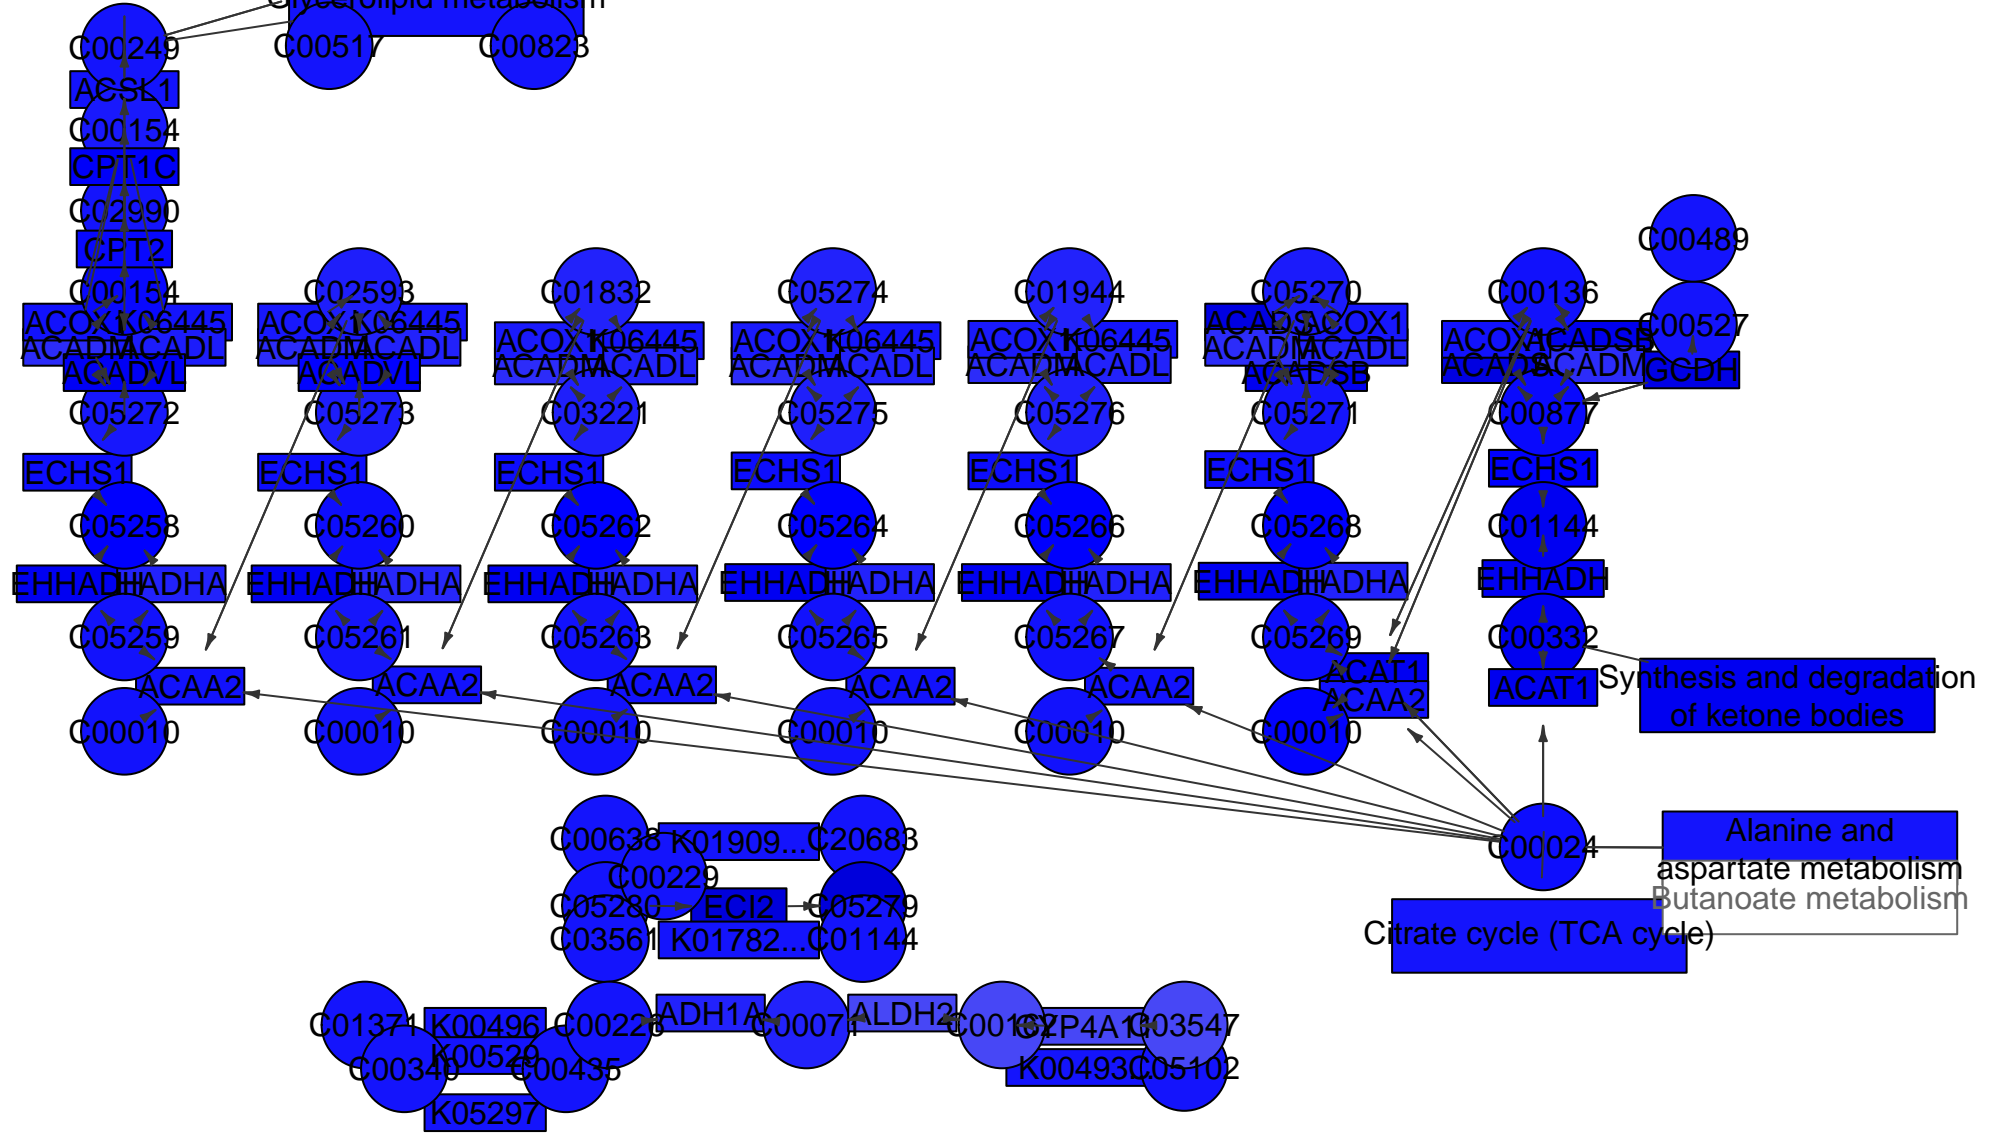 Glycerolipid metabolism
C00249
C00517
C00823
ACSL1
C00154
CPT1C
C02990
CPT2
C00489
C00154
C02593
C01832
C05274
C01944
C05270
C00136
C00527
ACOX1
K06445
ACOX1
K06445
ACOX1
K06445
ACOX1
K06445
ACOX1
K06445
ACADS
ACOX1
ACOX1
ACADSB
ACADM
ACADL
ACADM
ACADL
ACADM
ACADL
ACADM
ACADL
ACADM
ACADL
ACADM
ACADL
ACADS
ACADM
GCDH
ACADVL
ACADVL
ACADSB
C05272
C05273
C03221
C05275
C05276
C05271
C00877
ECHS1
ECHS1
ECHS1
ECHS1
ECHS1
ECHS1
ECHS1
C05258
C05260
C05262
C05264
C05266
C05268
C01144
EHHADH
HADHA
EHHADH
HADHA
EHHADH
HADHA
EHHADH
HADHA
EHHADH
HADHA
EHHADH
HADHA
EHHADH
C05259
C05261
C05263
C05265
C05267
C05269
C00332
ACAA2
ACAA2
ACAA2
ACAA2
ACAA2
ACAT1
ACAA2
ACAT1
Synthesis and degradation
of ketone bodies
C00010
C00010
C00010
C00010
C00010
C00010
C00638
K01909...
C20683
C00024
Alanine and
aspartate metabolism
Butanoate metabolism
C00229
C05280
ECI2
C05279
C03561
K01782...
C01144
Citrate cycle (TCA cycle)
C01371
K00496
C00226
ADH1A
C00071
ALDH2
C00162
CYP4A11
C03547
K00529
C00340
C00435
K00493...
C05102
K05297